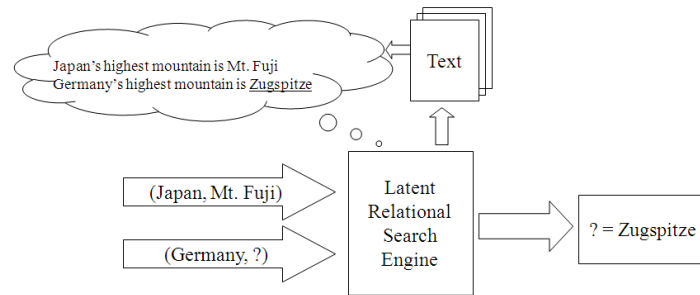 Japan's highest mountain is Mt. Fuji
Germany's highest mountain is Zugspitze
Text
(Japan, Mt. Fuji)
(Germany, ?)
Latent
Relational
Search
Engine
? = Zugspitze